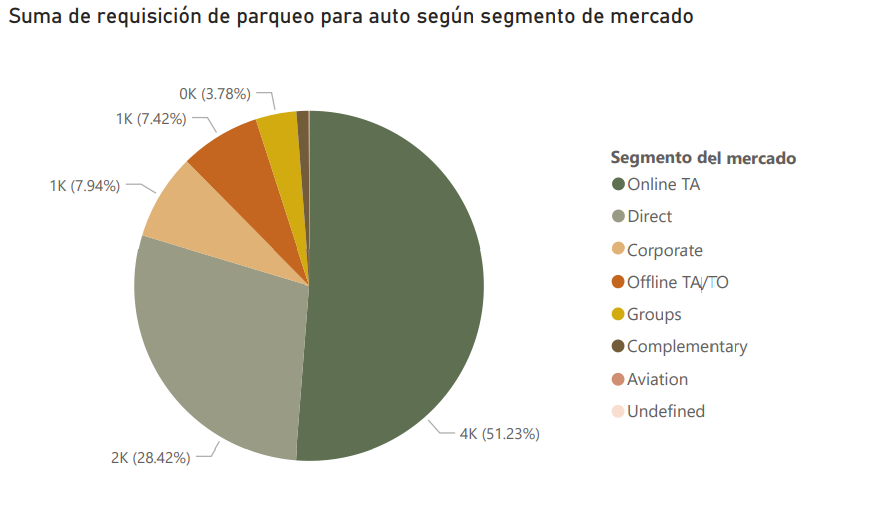 Suma de requisición de parqueo para auto según segmento de mercado
0K (3.78%)
1K (7.42%)
1K (7.94%)
2K (28.42%)
4K (51.23%)
Segmento del mercado
Online TA
Direct
Corporate
Offline TA/TO
Groups
Complementary
Aviation
Undefined